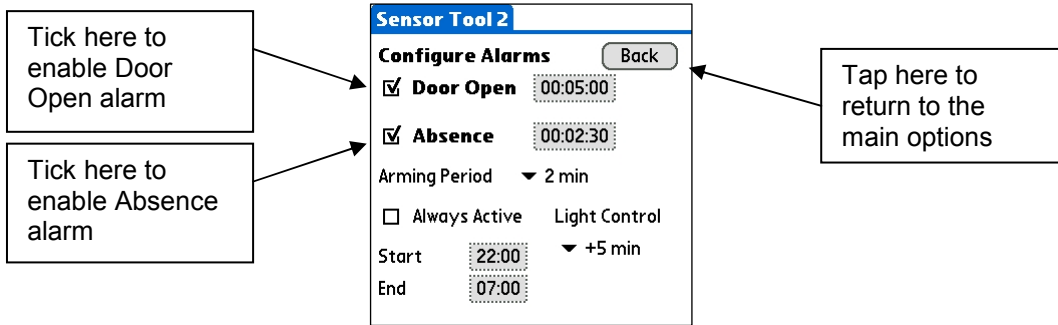 Tick here to
enable Door
Open alarm
Tick here to
enable Absence
alarm
Sensor Tool 2
Configure Alarms Back
Door Open 00:05:00
Absence 00:02:30
Arming Period 2 min
Always Active Light Control
+5 min
Start 22:00
End 07:00
Tap here to
return to the
main options